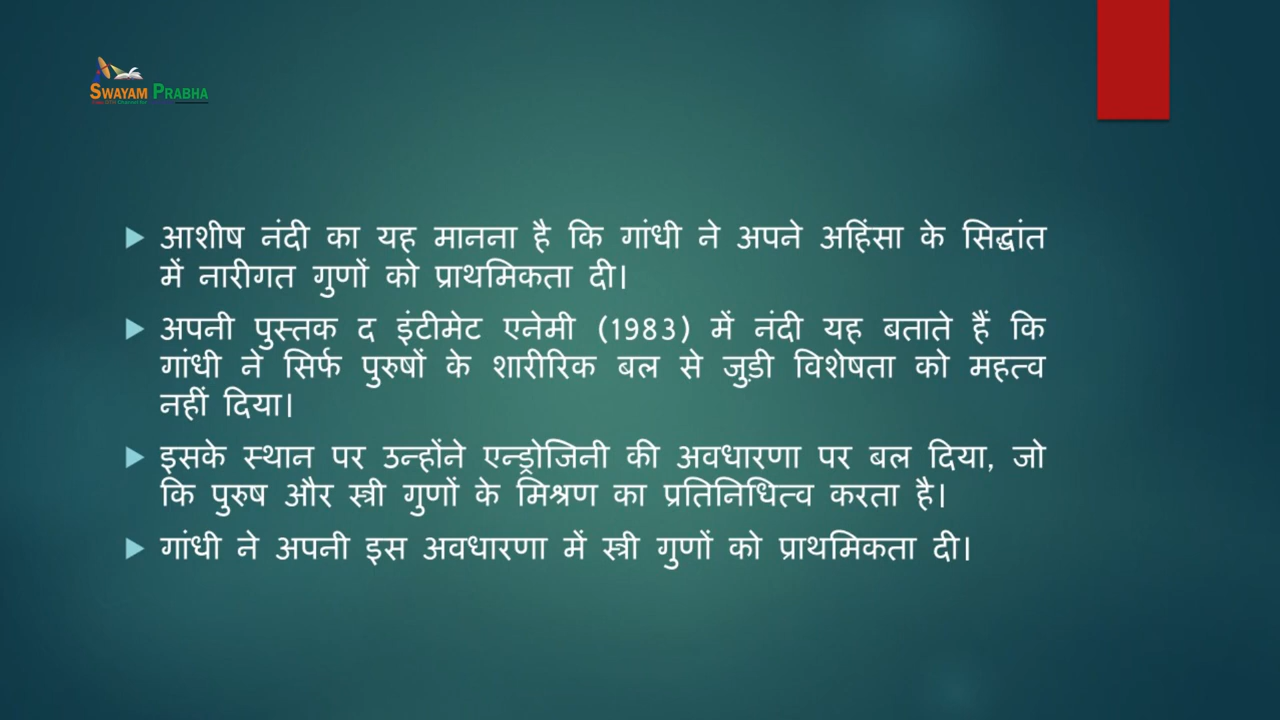 SWAYAM PRABHA
आशीष नंदी का यह मानना है कि गांधी ने अपने अहिंसा के सिद्धांत
में नारीगत गुणों को प्राथमिकता दी।
अपनी पुस्तक द इंटीमेट एनेमी (1983) में नंदी यह बताते हैं कि
गांधी ने सिर्फ पुरुषों के शारीरिक बल से जुड़ी विशेषता को महत्व
नहीं दिया।
इसके स्थान पर उन्होंने एन्ड्रोजिनी की अवधारणा पर बल दिया, जो
कि पुरुष और स्त्री गुणों के मिश्रण का प्रतिनिधित्व करता है।
गांधी ने अपनी इस अवधारणा में स्त्री गुणों को प्राथमिकता दी।